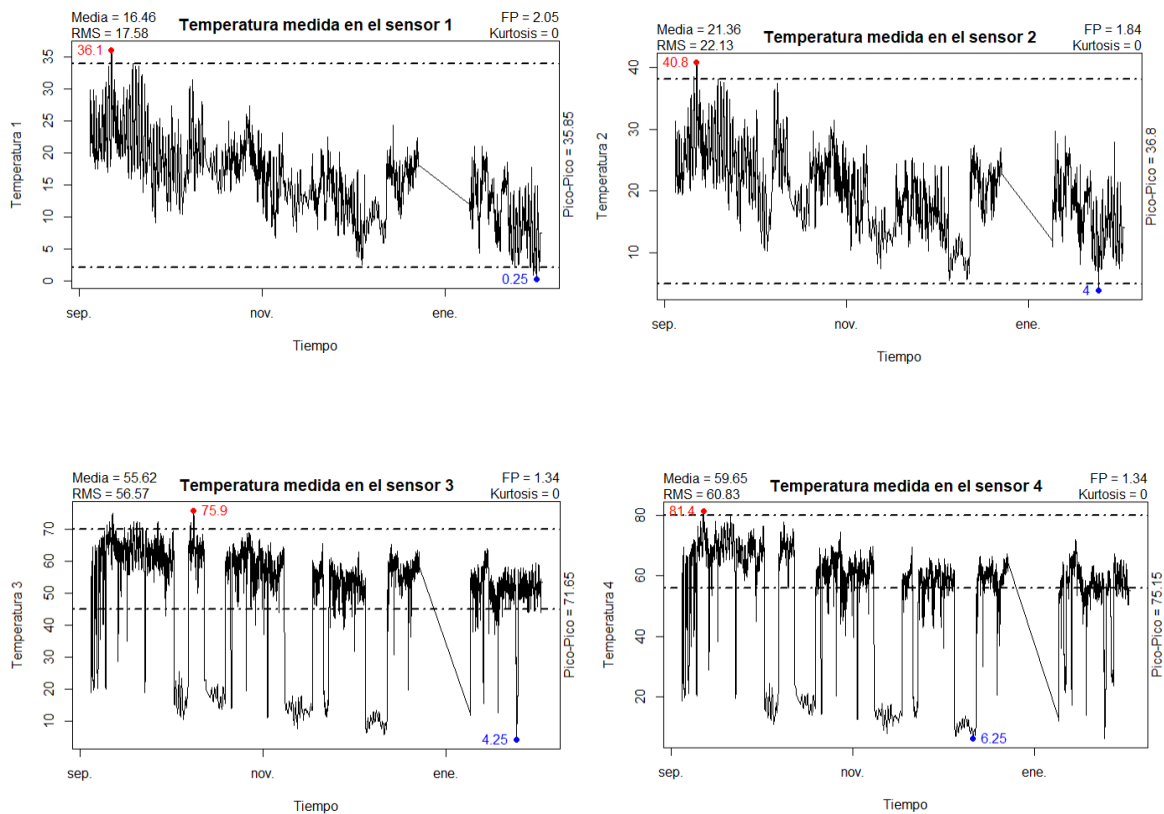 Media = 16.46
RMS = 17.58
Temperatura medida en el sensor 1
FP = 2.05
Kurtosis = 0
36.1
0.25
35
30
25
20
15
10
5
0
Temperatura 1
Pico-Pico = 35.85
sep.
nov.
ene.
Tiempo
Media = 21.36
RMS = 22.13
Temperatura medida en el sensor 2
FP = 1.84
Kurtosis = 0
40.8
4
40
30
20
10
Temperatura 2
Pico-Pico = 36.8
sep.
nov.
ene.
Tiempo
Media = 55.62
RMS = 56.57
Temperatura medida en el sensor 3
FP = 1.34
Kurtosis = 0
75.9
4.25
70
60
50
40
30
20
10
Temperatura 3
Pico-Pico = 71.65
sep.
nov.
ene.
Tiempo
Media = 59.65
RMS = 60.83
Temperatura medida en el sensor 4
FP = 1.34
Kurtosis = 0
81.4
6.25
80
60
40
20
Temperatura 4
Pico-Pico = 75.15
sep.
nov.
ene.
Tiempo